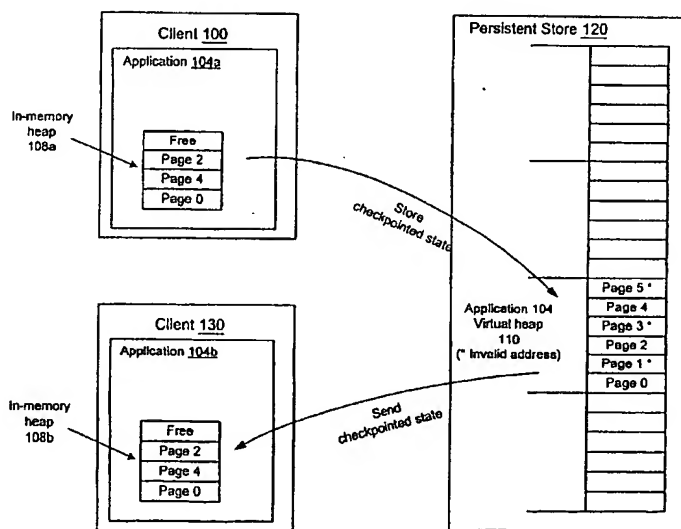 Client 100
Application 104a
In-memory
heap
108a
Free
Page 2
Page 4
Page 0
Store
checkpointed state
Persistent Store 120
Page 5 *
Page 4
Page 3 *
Page 2
Page 1 *
Page 0
Application 104
Virtual heap
110
(* Invalid address)
Client 130
Application 104b
In-memory
heap
108b
Free
Page 2
Page 4
Page 0
Send
checkpointed state